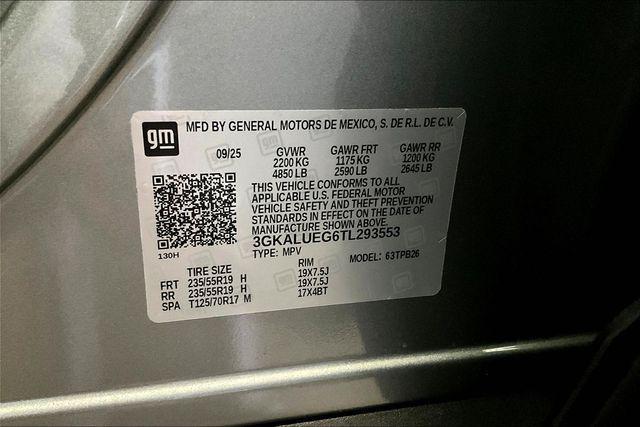 gm
MFD BY GENERAL MOTORS DE MEXICO, S. DE R.L. DE C.V.
09/25 GVWR GAWR FRT GAWR RR
2200 KG 1175 KG 1200 KG
4850 LB 2590 LB 2645 LB
THIS VEHICLE CONFORMS TO ALL
APPLICABLE U.S. FEDERAL MOTOR
VEHICLE SAFETY AND THEFT PREVENTION
STANDARDS IN EFFECT ON THE DATE OF
MANUFACTURE SHOWN ABOVE.
3GKALUEG6TL293553
130H
TYPE: MPV MODEL: 63TPB26
TIRE SIZE RIM
FRT 235/55R19 H 19X7.5J
RR 235/55R19 H 19X7.5J
SPA T125/70R17 M 17X4BT